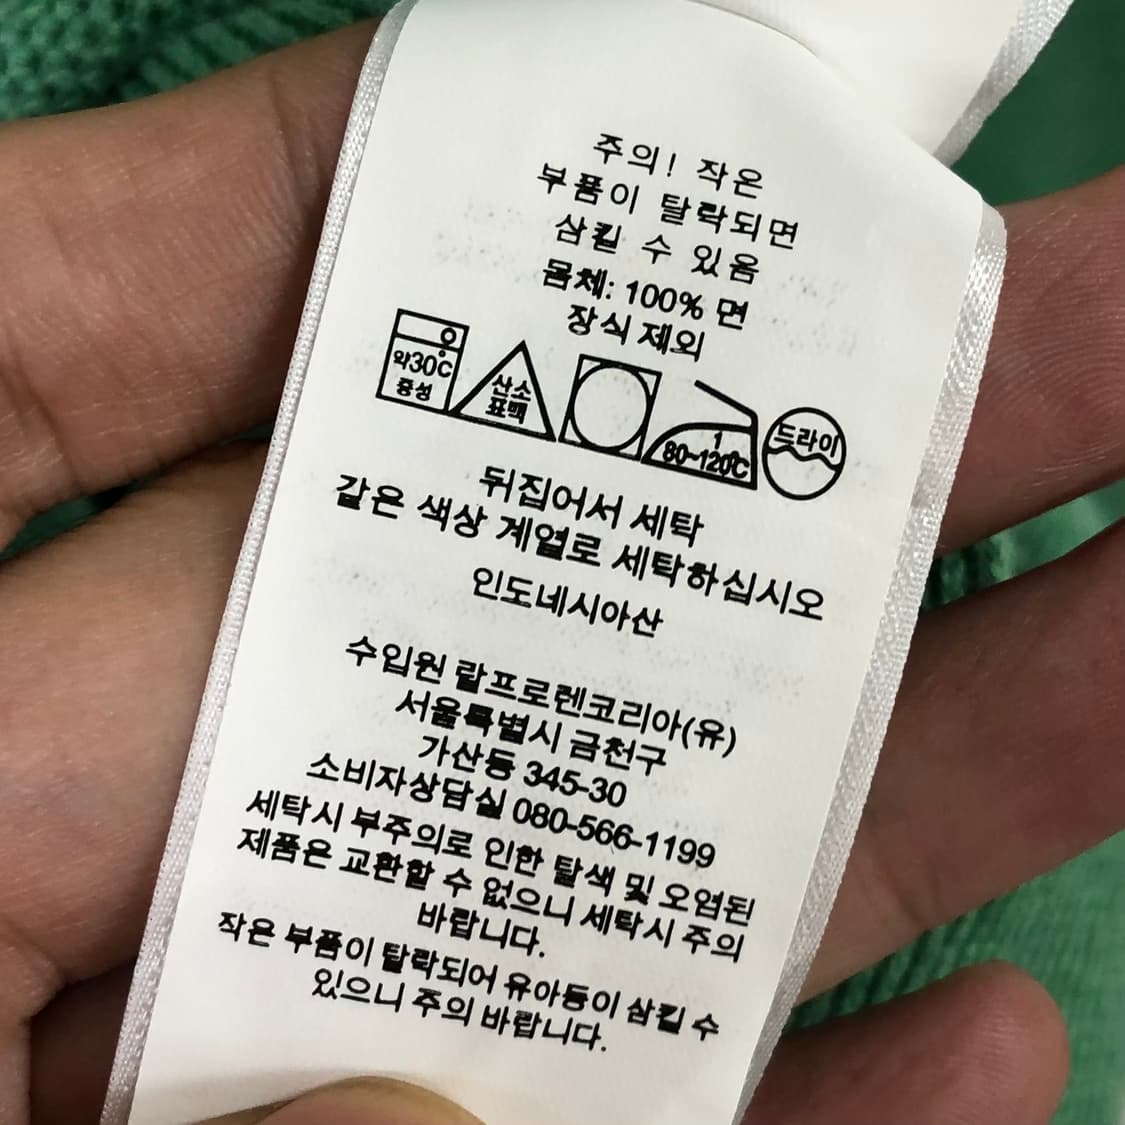 주의! 작은
부품이 탈락되면
삼킬 수 있음
몸체: 100% 면
장식 제외
약30℃
중성
산소
표백
1
80~120℃
드라이
뒤집어서 세탁
같은 색상 계열로 세탁하십시오
인도네시아산
수입원 랄프로렌코리아(유)
서울특별시 금천구
가산동 345-30
소비자상담실 080-566-1199
세탁시 부주의로 인한 탈색 및 오염된
제품은 교환할 수 없으니 세탁시 주의
바랍니다.
작은 부품이 탈락되어 유아등이 삼킬 수
있으니 주의 바랍니다.